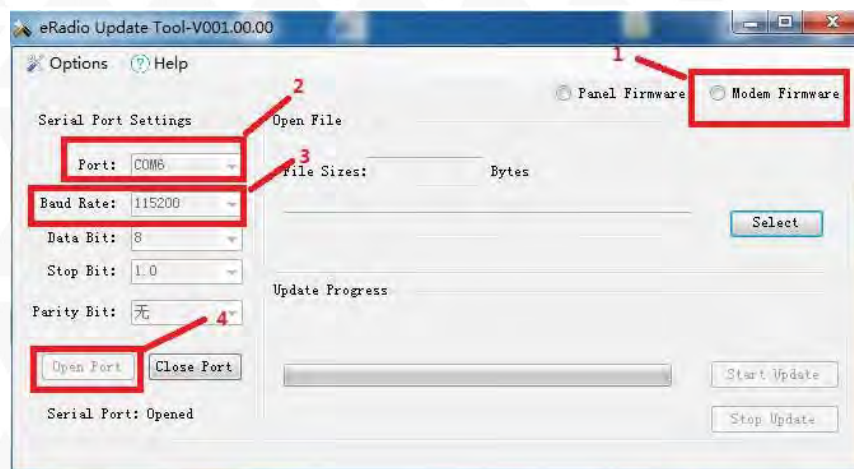 eRadio Update Tool-V001.00.00
Options Help
1
Panel Firmware Modem Firmware
2
Serial Port Settings Open File
Port: COM6
3
File Sizes: Bytes
Baud Rate: 115200
Select
Data Bit: 8
Stop Bit: 1.0
Update Progress
Parity Bit: 无
4
Open Port Close Port
Start Update
Serial Port: Opened
Stop Update